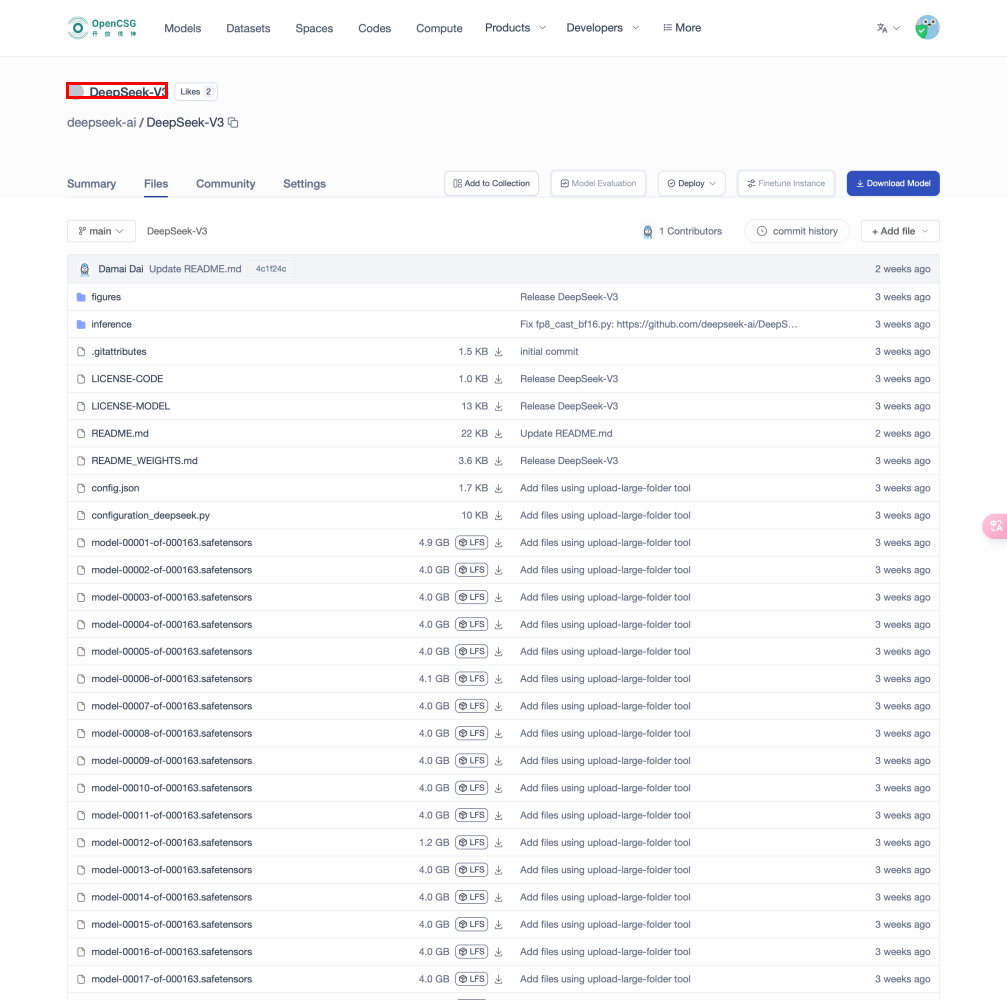 OpenCSG
开放传神
Models Datasets Spaces Codes Compute Products Developers More
DeepSeek-V3 Likes 2
deepseek-ai / DeepSeek-V3
Summary Files Community Settings Add to Collection Model Evaluation Deploy Finetune Instance Download Model
main DeepSeek-V3 1 Contributors commit history + Add file
Damai Dai Update README.md 4c1f24c 2 weeks ago
figures Release DeepSeek-V3 3 weeks ago
inference Fix fp8_cast_bf16.py: https://github.com/deepseek-ai/DeepS... 3 weeks ago
.gitattributes 1.5 KB initial commit 3 weeks ago
LICENSE-CODE 1.0 KB Release DeepSeek-V3 3 weeks ago
LICENSE-MODEL 13 KB Release DeepSeek-V3 3 weeks ago
README.md 22 KB Update README.md 2 weeks ago
README_WEIGHTS.md 3.6 KB Release DeepSeek-V3 3 weeks ago
config.json 1.7 KB Add files using upload-large-folder tool 3 weeks ago
configuration_deepseek.py 10 KB Add files using upload-large-folder tool 3 weeks ago
model-00001-of-000163.safetensors 4.9 GB LFS Add files using upload-large-folder tool 3 weeks ago
model-00002-of-000163.safetensors 4.0 GB LFS Add files using upload-large-folder tool 3 weeks ago
model-00003-of-000163.safetensors 4.0 GB LFS Add files using upload-large-folder tool 3 weeks ago
model-00004-of-000163.safetensors 4.0 GB LFS Add files using upload-large-folder tool 3 weeks ago
model-00005-of-000163.safetensors 4.0 GB LFS Add files using upload-large-folder tool 3 weeks ago
model-00006-of-000163.safetensors 4.1 GB LFS Add files using upload-large-folder tool 3 weeks ago
model-00007-of-000163.safetensors 4.0 GB LFS Add files using upload-large-folder tool 3 weeks ago
model-00008-of-000163.safetensors 4.0 GB LFS Add files using upload-large-folder tool 3 weeks ago
model-00009-of-000163.safetensors 4.0 GB LFS Add files using upload-large-folder tool 3 weeks ago
model-00010-of-000163.safetensors 4.0 GB LFS Add files using upload-large-folder tool 3 weeks ago
model-00011-of-000163.safetensors 4.0 GB LFS Add files using upload-large-folder tool 3 weeks ago
model-00012-of-000163.safetensors 1.2 GB LFS Add files using upload-large-folder tool 3 weeks ago
model-00013-of-000163.safetensors 4.0 GB LFS Add files using upload-large-folder tool 3 weeks ago
model-00014-of-000163.safetensors 4.0 GB LFS Add files using upload-large-folder tool 3 weeks ago
model-00015-of-000163.safetensors 4.0 GB LFS Add files using upload-large-folder tool 3 weeks ago
model-00016-of-000163.safetensors 4.0 GB LFS Add files using upload-large-folder tool 3 weeks ago
model-00017-of-000163.safetensors 4.0 GB LFS Add files using upload-large-folder tool 3 weeks ago